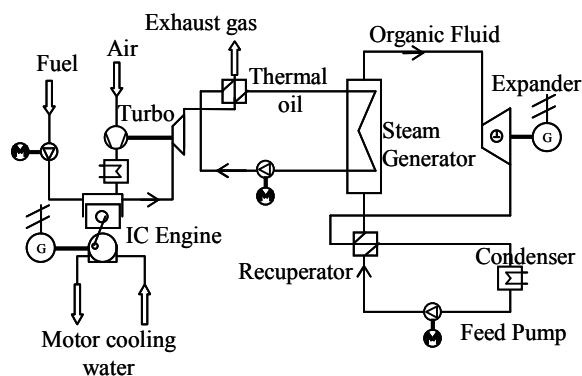 Exhaust gas
Organic Fluid
Air
Fuel
Thermal
oil
Expander
Turbo
M
G
Steam
Generator
M
G
IC Engine
Recuperator
Condenser
Motor cooling
water
Feed Pump
M